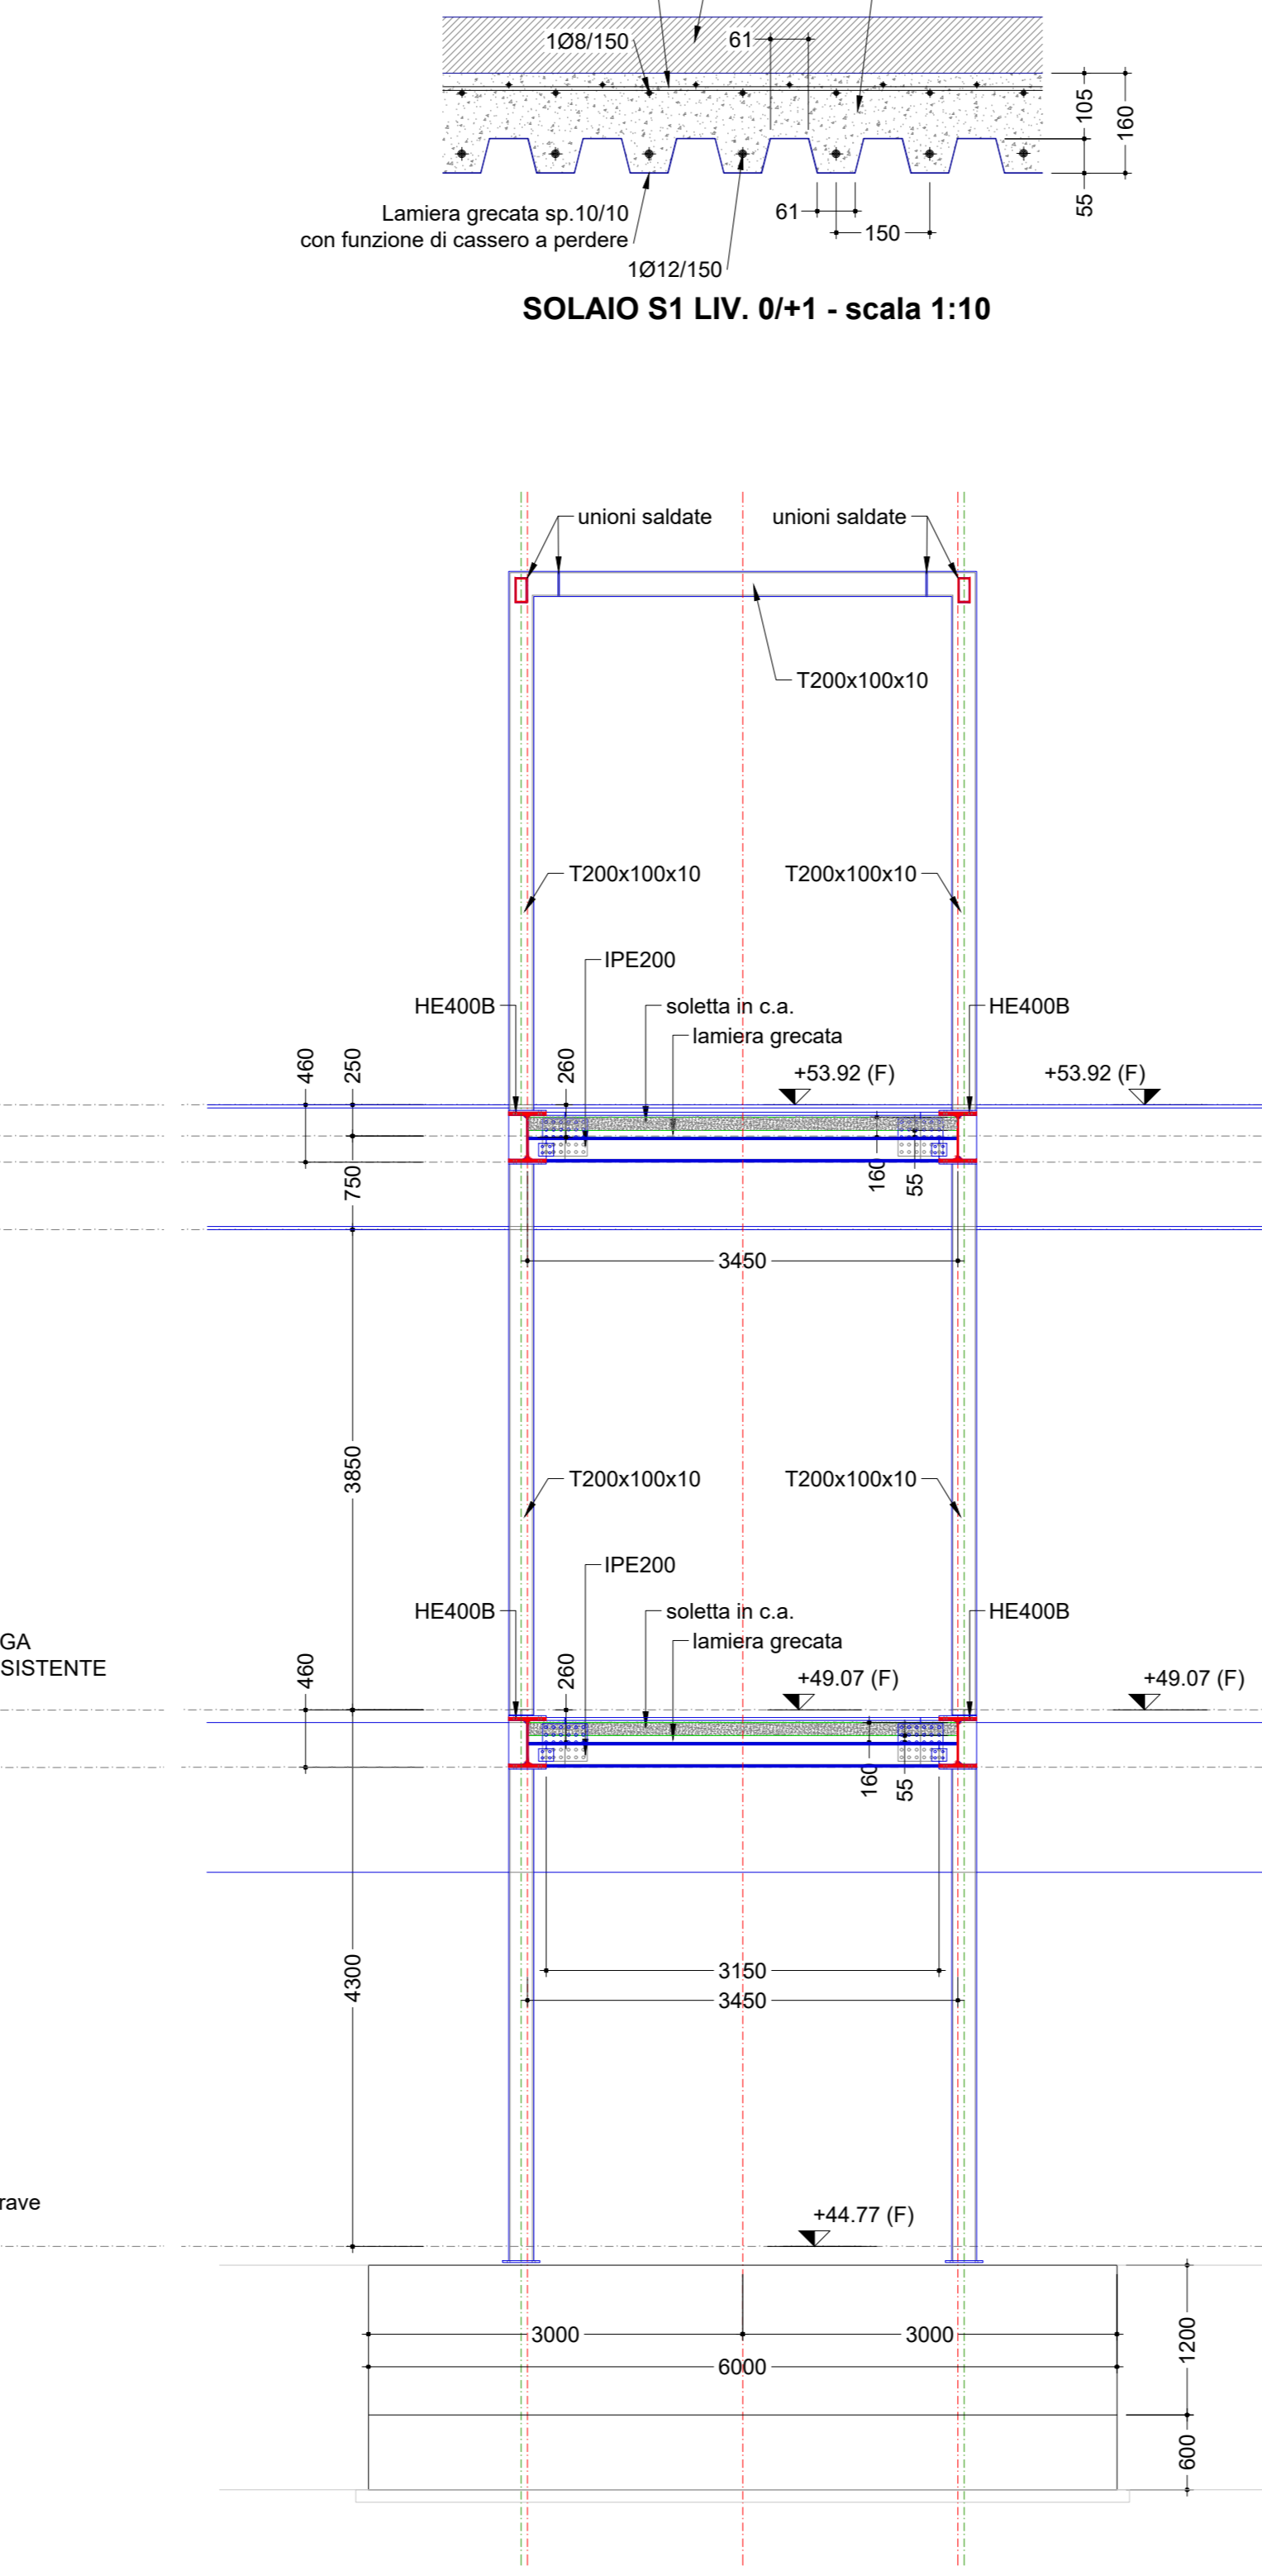 1Ø8/150
61
105
160
55
Lamiera grecata sp.10/10
con funzione di cassero a perdere
61
150
1Ø12/150
SOLAIO S1 LIV. 0/+1 - scala 1:10
unioni saldate
unioni saldate
T200x100x10
T200x100x10
T200x100x10
IPE200
HE400B
soletta in c.a.
HE400B
lamiera grecata
460
250
260
+53.92 (F)
+53.92 (F)
750
160
55
3450
3850
T200x100x10
T200x100x10
IPE200
HE400B
soletta in c.a.
HE400B
lamiera grecata
GA
SISTENTE
460
260
+49.07 (F)
+49.07 (F)
160
55
3150
3450
4300
rave
+44.77 (F)
3000
3000
6000
1200
600